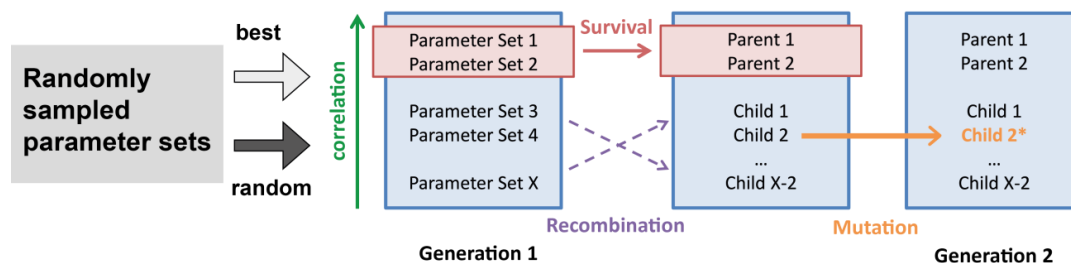 Randomly
sampled
parameter sets
best
random
correlation
Parameter Set 1
Parameter Set 2
Parameter Set 3
Parameter Set 4
Parameter Set X
Generation 1
Survival
Recombination
Parent 1
Parent 2
Child 1
Child 2
...
Child X-2
Mutation
Parent 1
Parent 2
Child 1
Child 2*
...
Child X-2
Generation 2